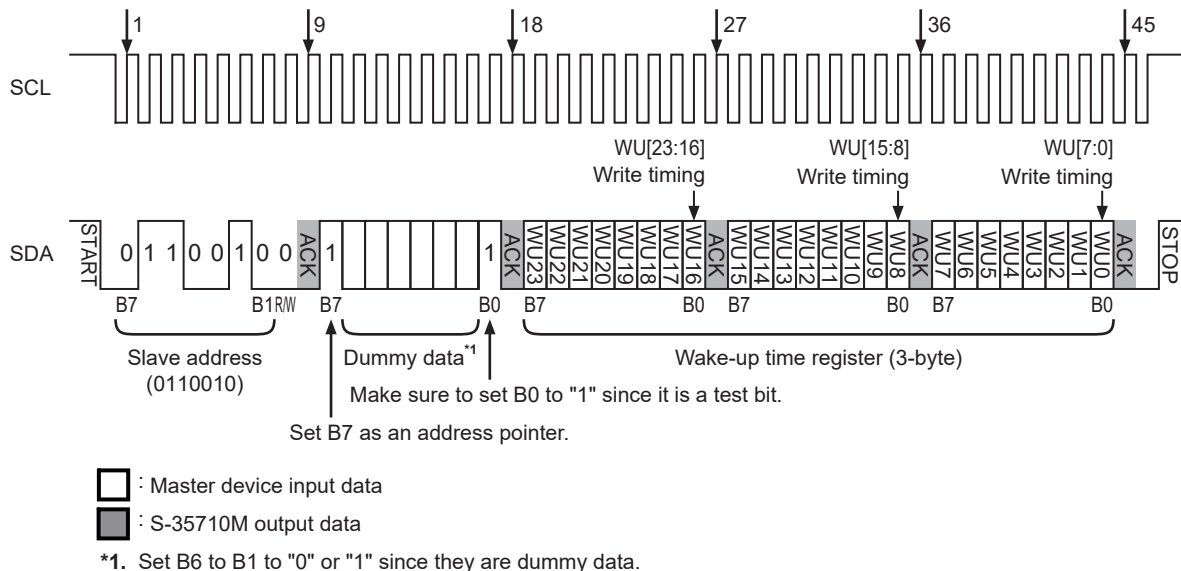 1 9 18 27 36 45
SCL
WU[23:16] WU[15:8] WU[7:0]
Write timing Write timing Write timing
SDA START 0 1 1 0 0 1 0 0 ACK 1 1 ACK WU23 WU22 WU21 WU20 WU19 WU18 WU17 WU16 ACK WU15 WU14 WU13 WU12 WU11 WU10 WU9 WU8 ACK WU7 WU6 WU5 WU4 WU3 WU2 WU1 WU0 ACK STOP
B7 B1 R/W B7 B0 B7 B0 B7 B0 B7 B0
Slave address Dummy data*1 Wake-up time register (3-byte)
(0110010)
Make sure to set B0 to "1" since it is a test bit.
Set B7 as an address pointer.
: Master device input data
: S-35710M output data
*1. Set B6 to B1 to "0" or "1" since they are dummy data.